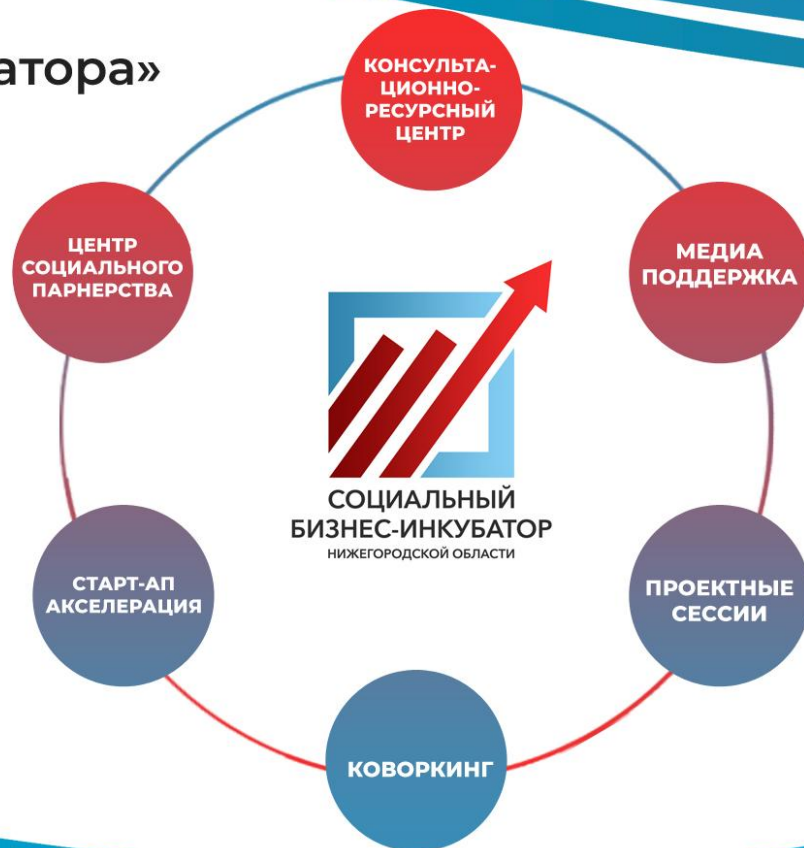 атора»
КОНСУЛЬТА-
ЦИОННО-
РЕСУРСНЫЙ
ЦЕНТР
ЦЕНТР
СОЦИАЛЬНОГО
ПАРНЕРСТВА
МЕДИА
ПОДДЕРЖКА
СОЦИАЛЬНЫЙ
БИЗНЕС-ИНКУБАТОР
НИЖЕГОРОДСКОЙ ОБЛАСТИ
СТАРТ-АП
АКСЕЛЕРАЦИЯ
ПРОЕКТНЫЕ
СЕССИИ
КОВОРКИНГ